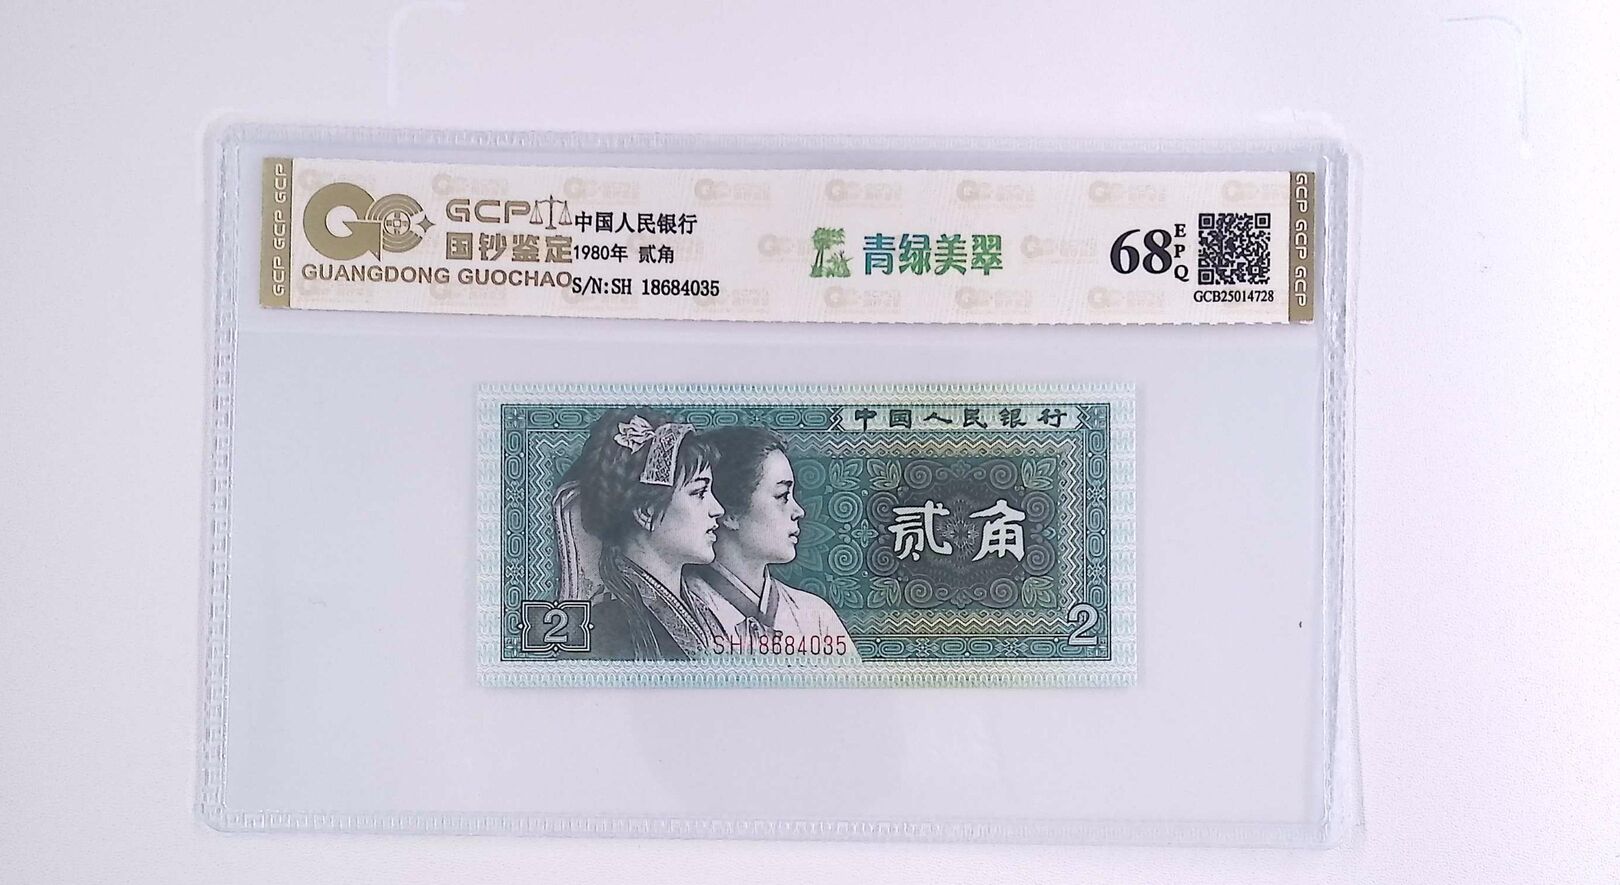 GCP
国钞鉴定
GUANGDONG GUOCHAO
中国人民银行
1980年 贰角
S/N:SH 18684035
青绿美翠
68 EPQ
GCB25014728
GCP GCP GCP
GCP GCP GCP
中国人民银行
贰角
2
2
SH18684035